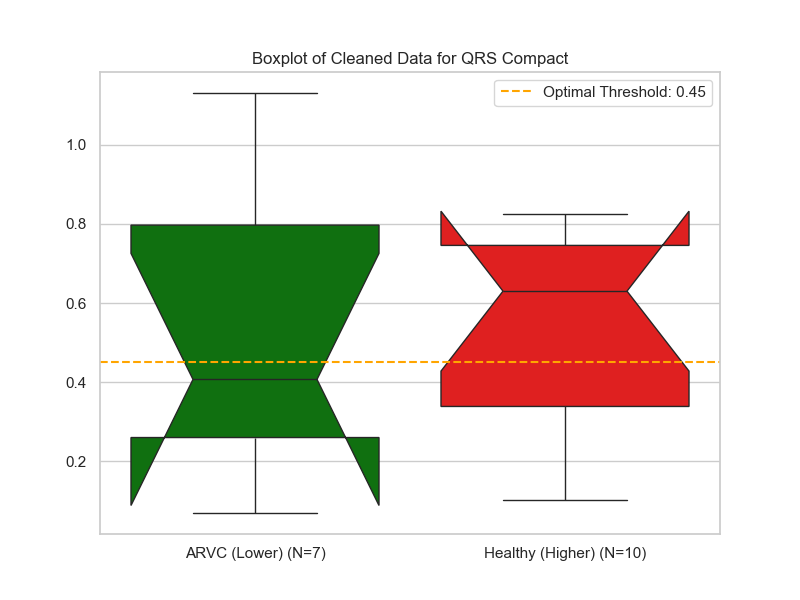 Boxplot of Cleaned Data for QRS Compact
Optimal Threshold: 0.45
1.0
0.8
0.6
0.4
0.2
ARVC (Lower) (N=7)
Healthy (Higher) (N=10)